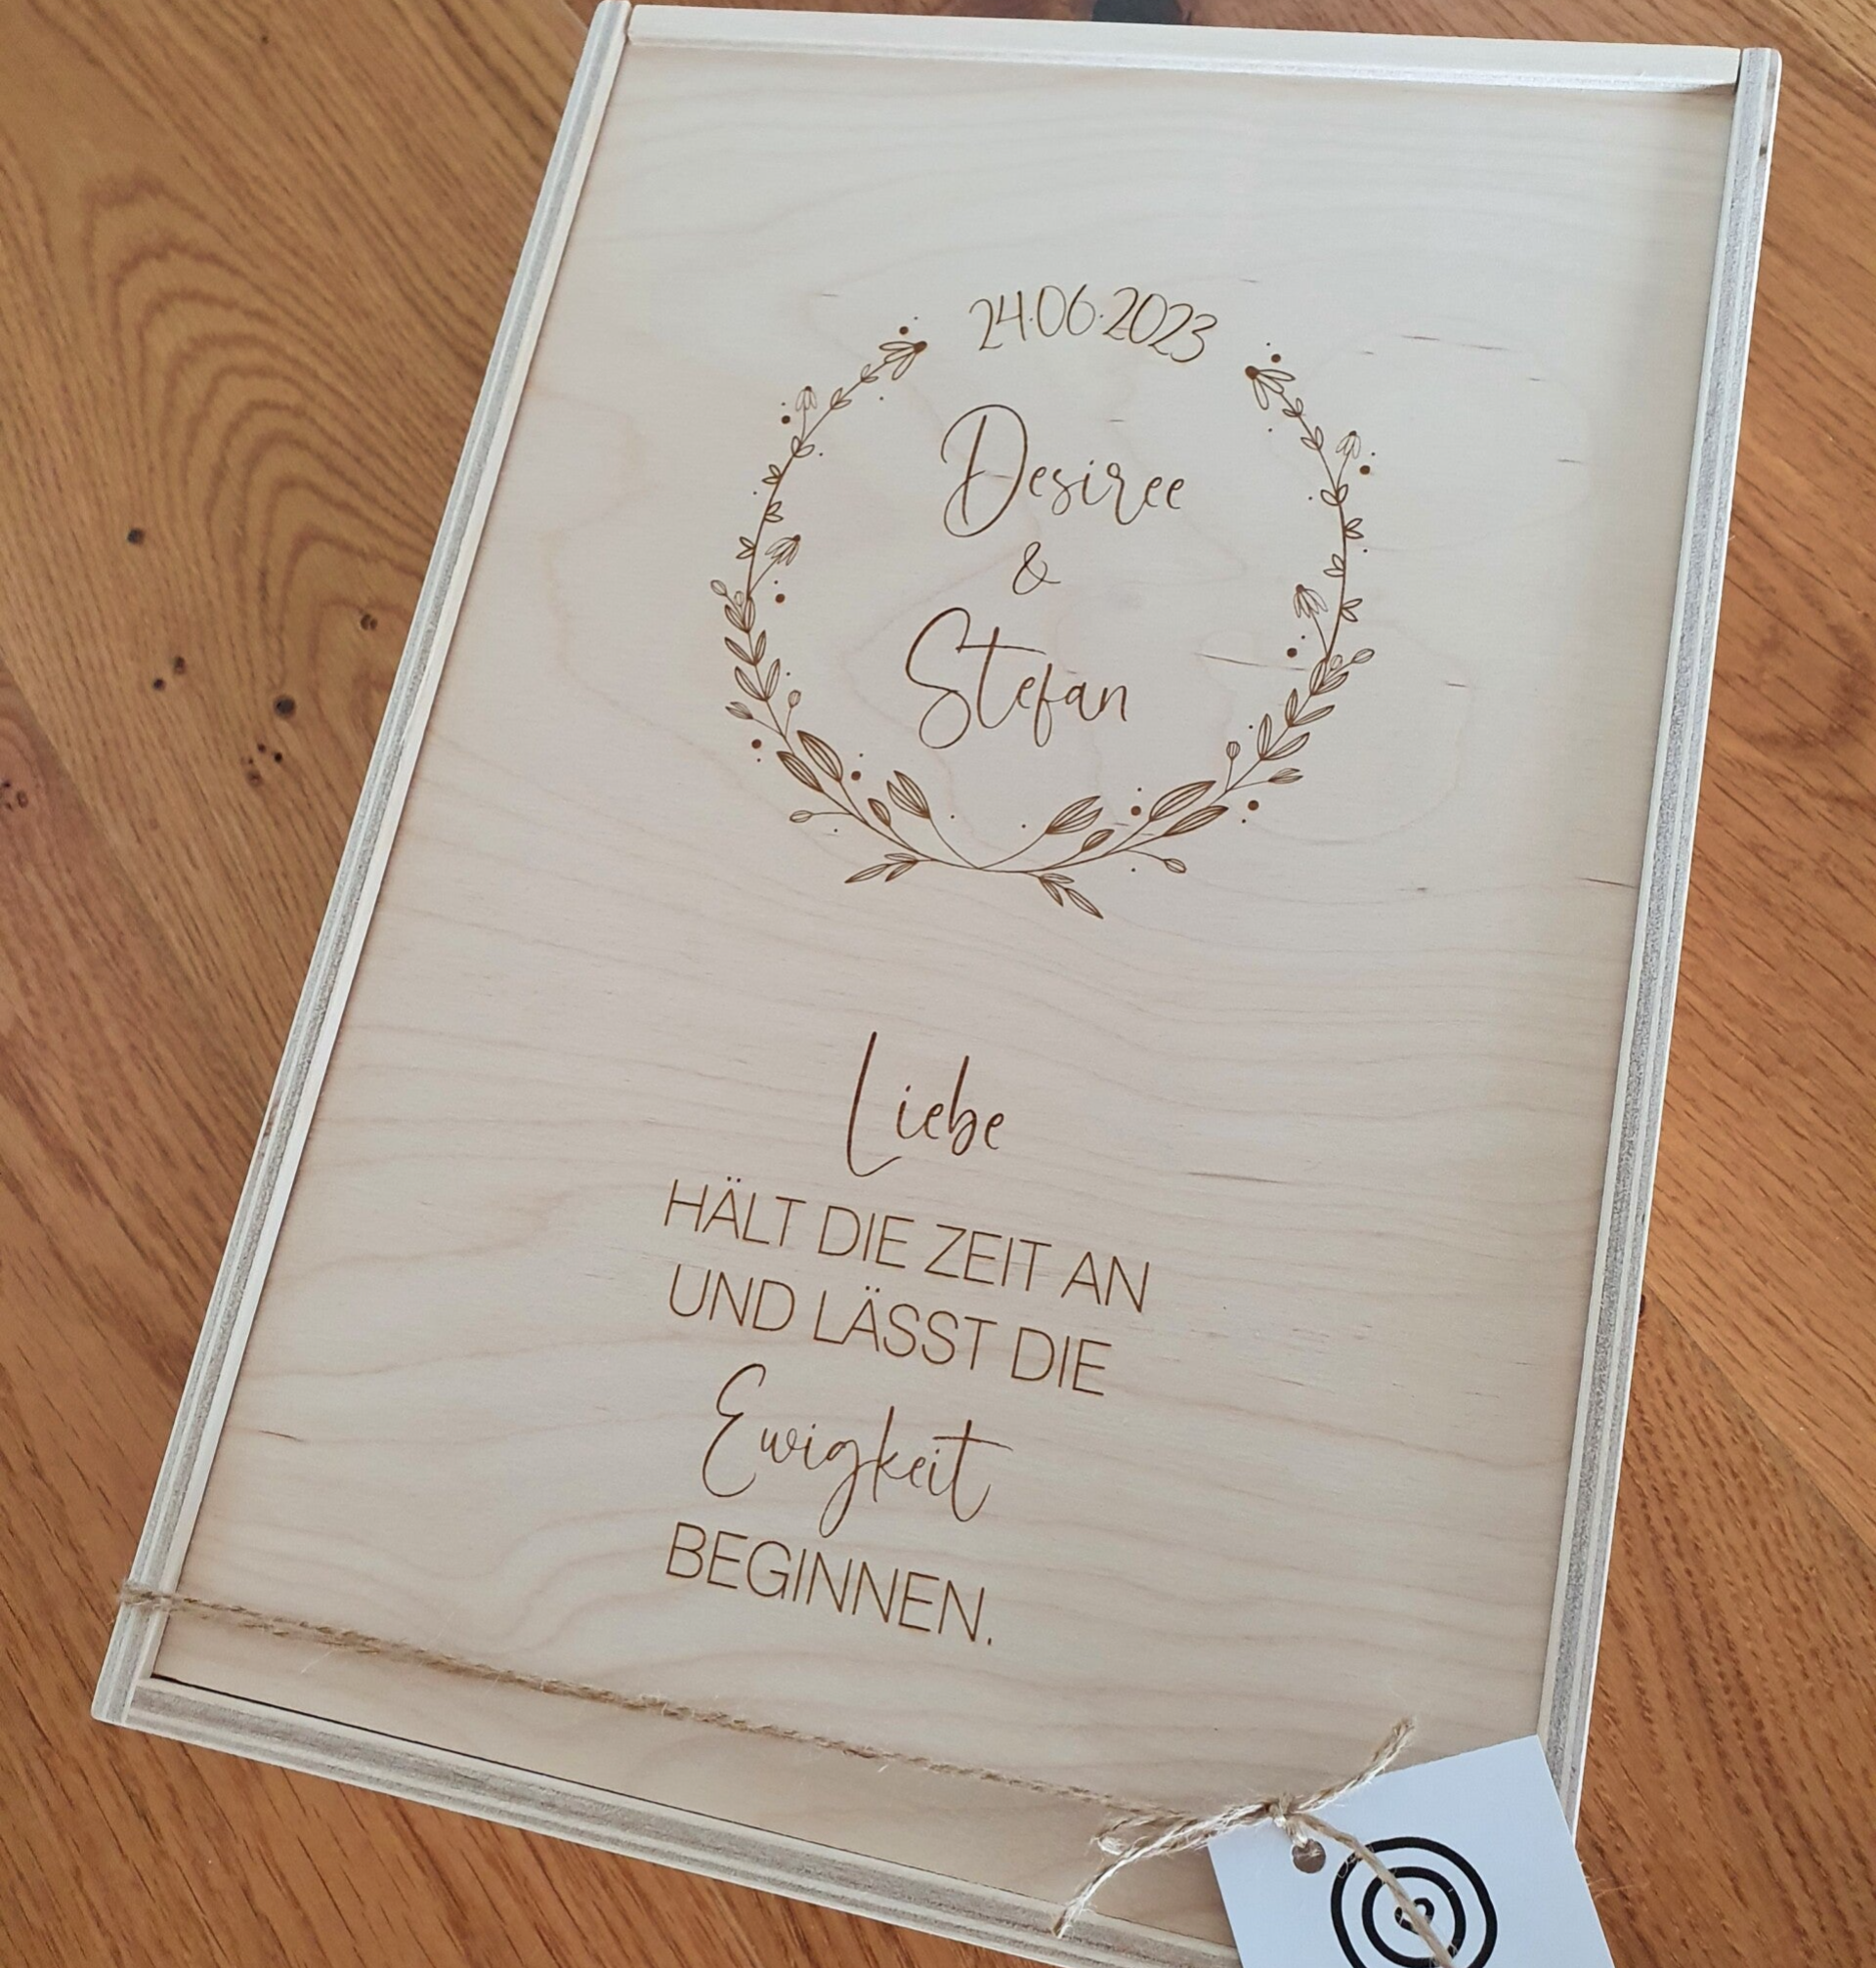 24.06.2023
Desiree
&
Stefan
Liebe
HÄLT DIE ZEIT AN
UND LÄSST DIE
Ewigkeit
BEGINNEN.